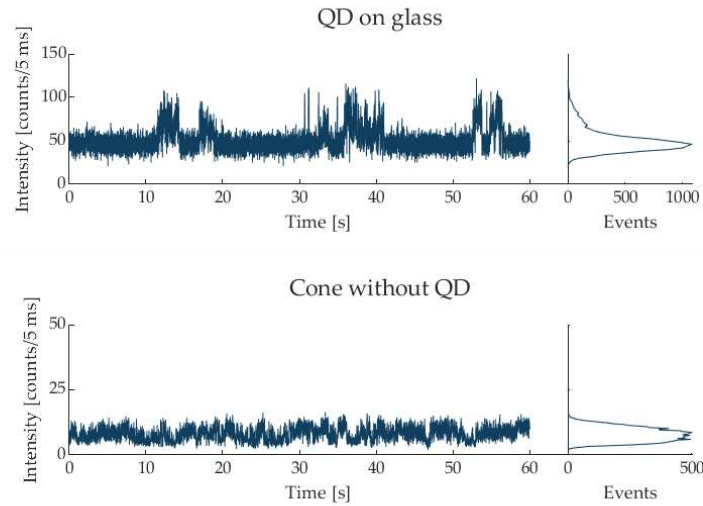 QD on glass
Intensity [counts/5 ms]
150
100
50
0
0 10 20 30 40 50 60
Time [s]
0 500 1000
Events
Cone without QD
Intensity [counts/5 ms]
50
25
0
0 10 20 30 40 50 60
Time [s]
0 500
Events